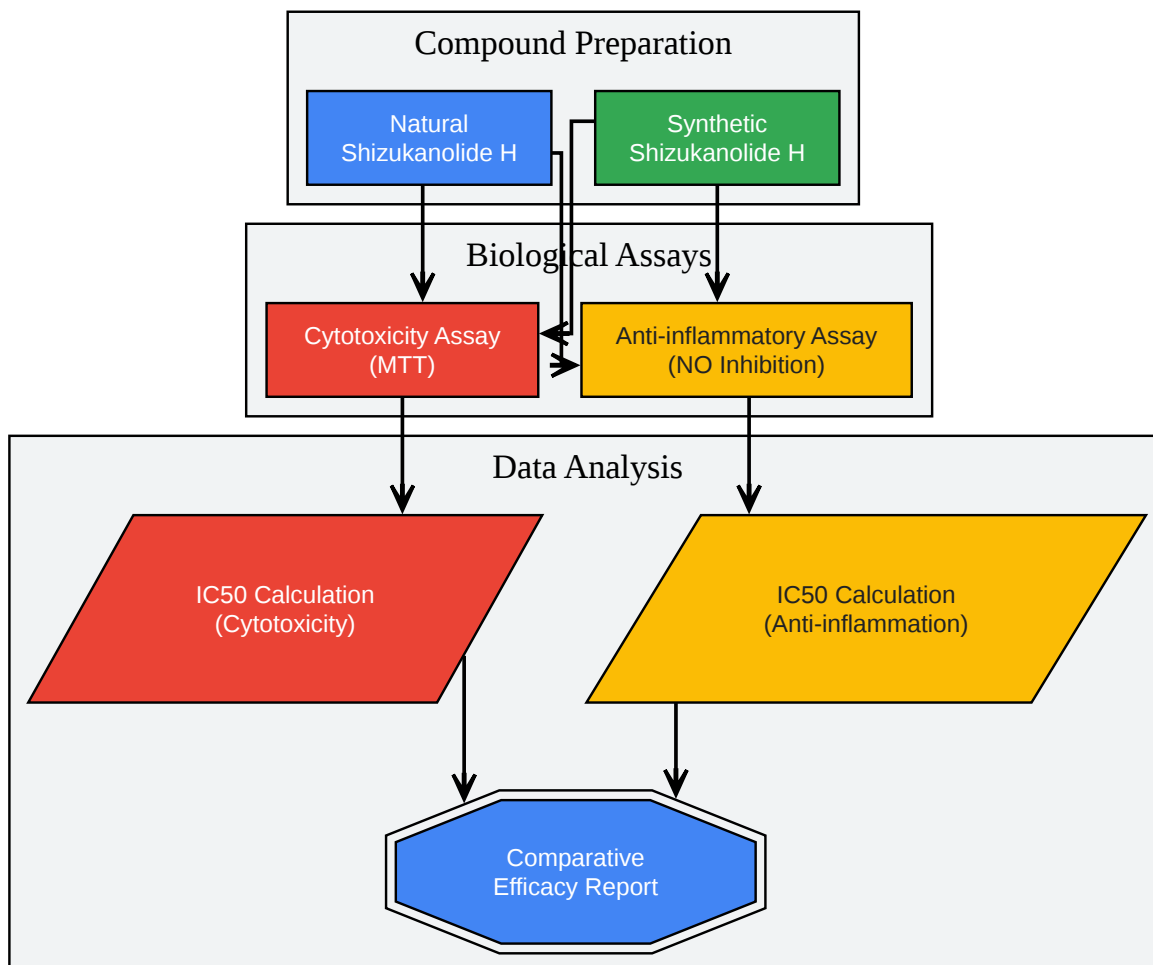 Compound Preparation
Natural
Shizukanolide H
Synthetic
Shizukanolide H
Biological Assays
Cytotoxicity Assay
(MTT)
Anti-inflammatory Assay
(NO Inhibition)
Data Analysis
IC50 Calculation
(Cytotoxicity)
IC50 Calculation
(Anti-inflammation)
Comparative
Efficacy Report